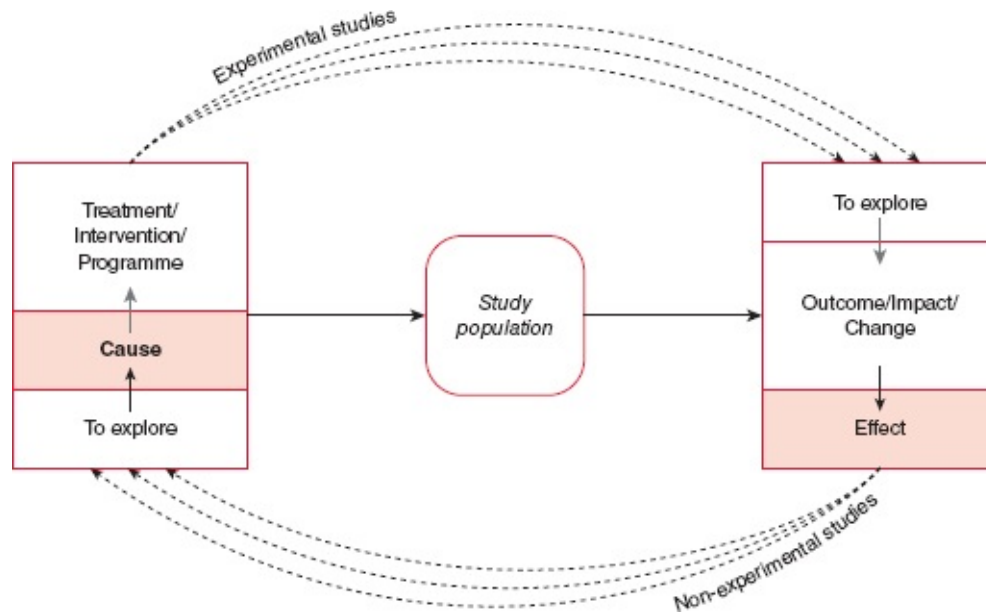 Experimental studies
Treatment/
Intervention/
Programme
Cause
To explore
Study
population
To explore
Outcome/Impact/
Change
Effect
Non-experimental studies